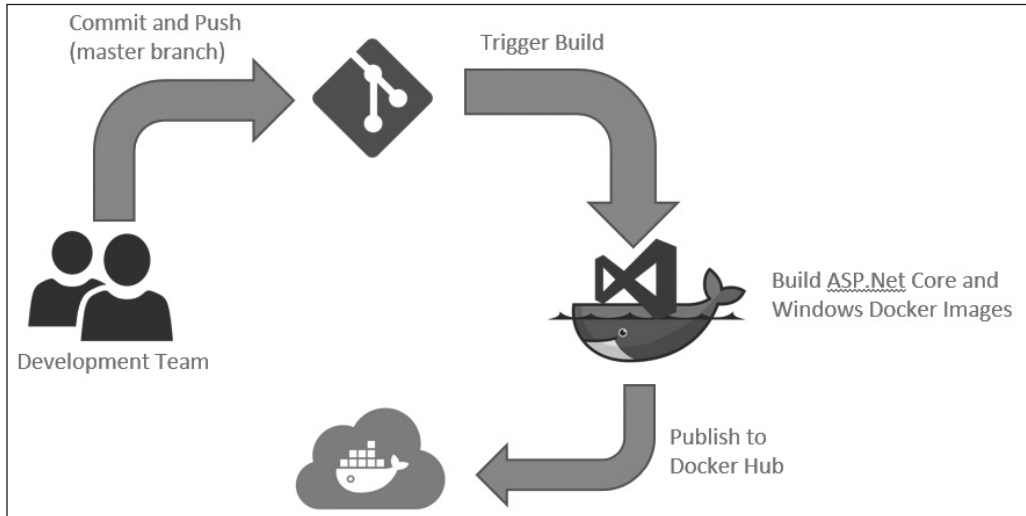 Commit and Push
(master branch)
Trigger Build
Build ASP.Net Core and
Windows Docker Images
Development Team
Publish to
Docker Hub